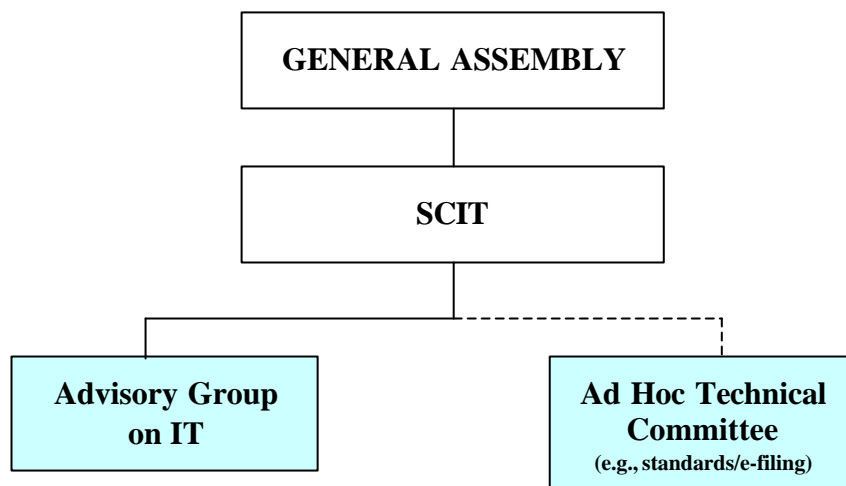 GENERAL ASSEMBLY
SCIT
Advisory Group
on IT
Ad Hoc Technical
Committee
(e.g., standards/e-filing)